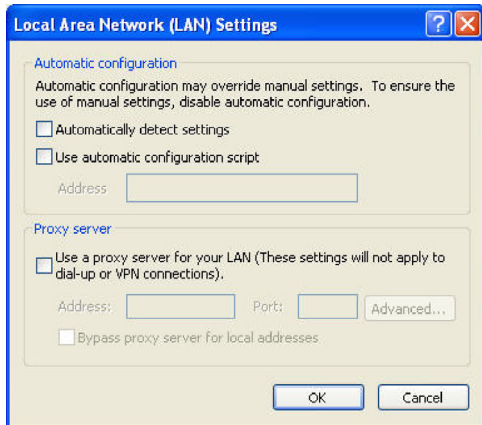 Local Area Network (LAN) Settings
Automatic configuration
Automatic configuration may override manual settings. To ensure the
use of manual settings, disable automatic configuration.
Automatically detect settings
Use automatic configuration script
Address
Proxy server
Use a proxy server for your LAN (These settings will not apply to
dial-up or VPN connections).
Address: Port: Advanced...
Bypass proxy server for local addresses
OK Cancel